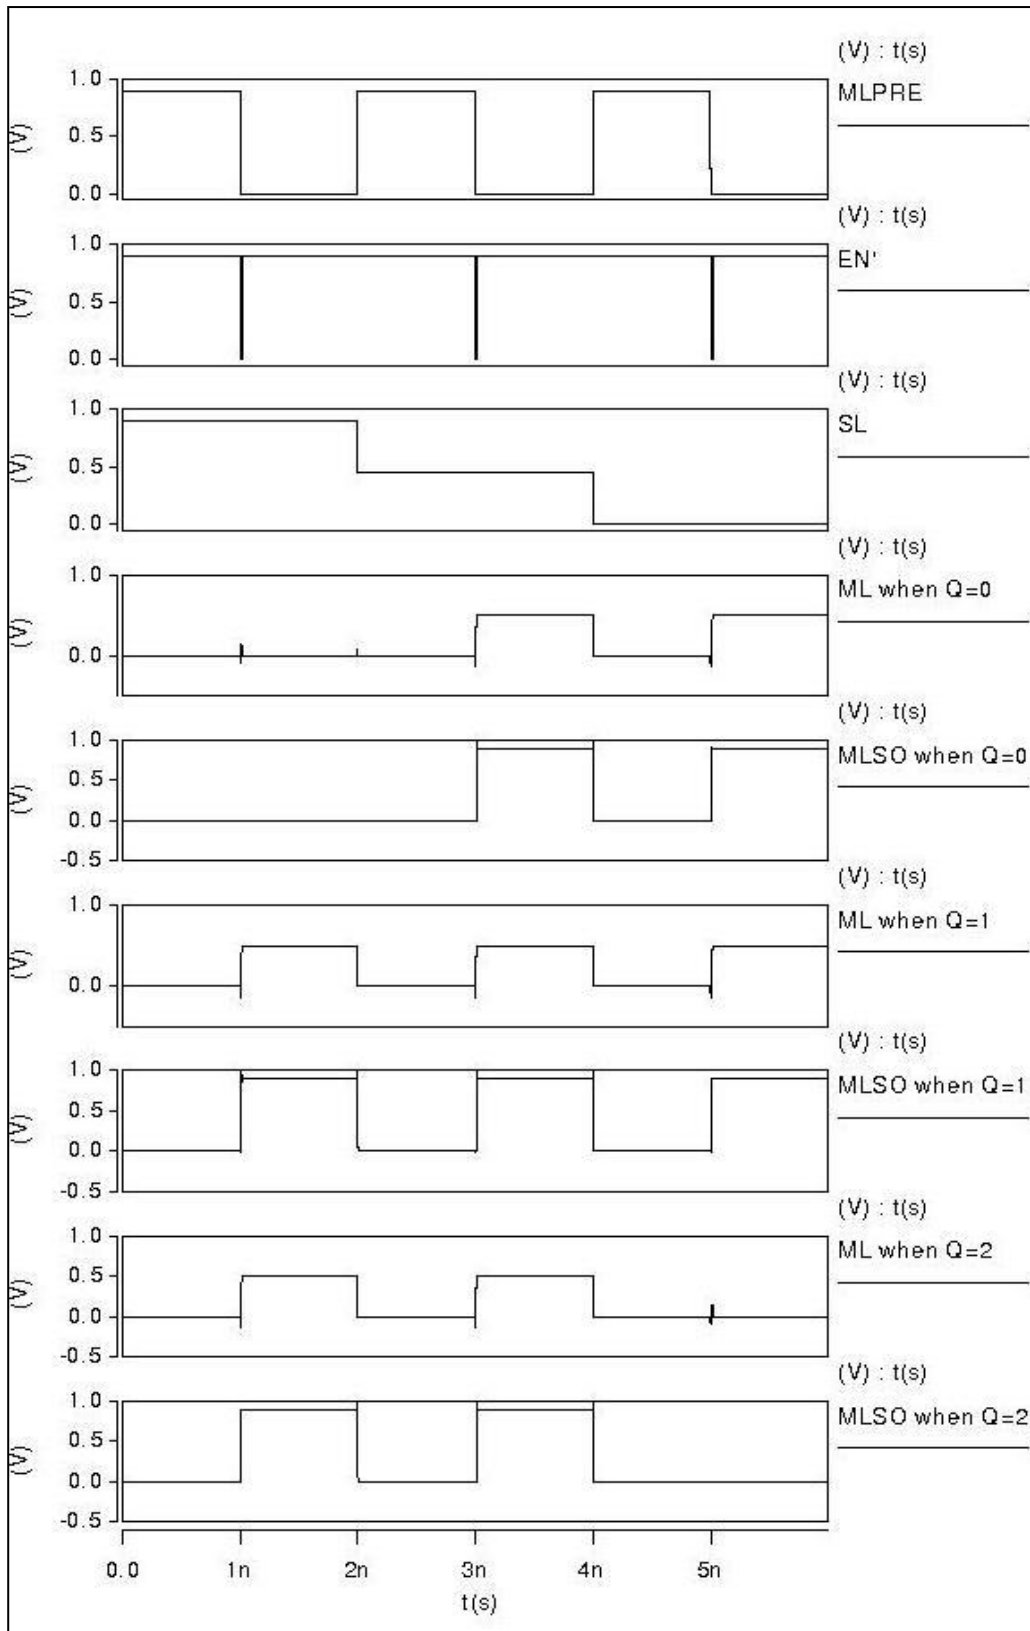 (V) : t(s)
1.0
MLPRE
(V)
0.5
0.0
(V) : t(s)
1.0
EN'
(V)
0.5
0.0
(V) : t(s)
1.0
SL
(V)
0.5
0.0
(V) : t(s)
1.0
ML when Q=0
(V)
0.0
(V) : t(s)
1.0
MLSO when Q=0
(V)
0.5
0.0
-0.5
(V) : t(s)
1.0
ML when Q=1
(V)
0.0
(V) : t(s)
1.0
MLSO when Q=1
(V)
0.5
0.0
-0.5
(V) : t(s)
1.0
ML when Q=2
(V)
0.5
0.0
-0.5
(V) : t(s)
1.0
MLSO when Q=2
(V)
0.5
0.0
-0.5
0.0 1n 2n 3n 4n 5n
t(s)